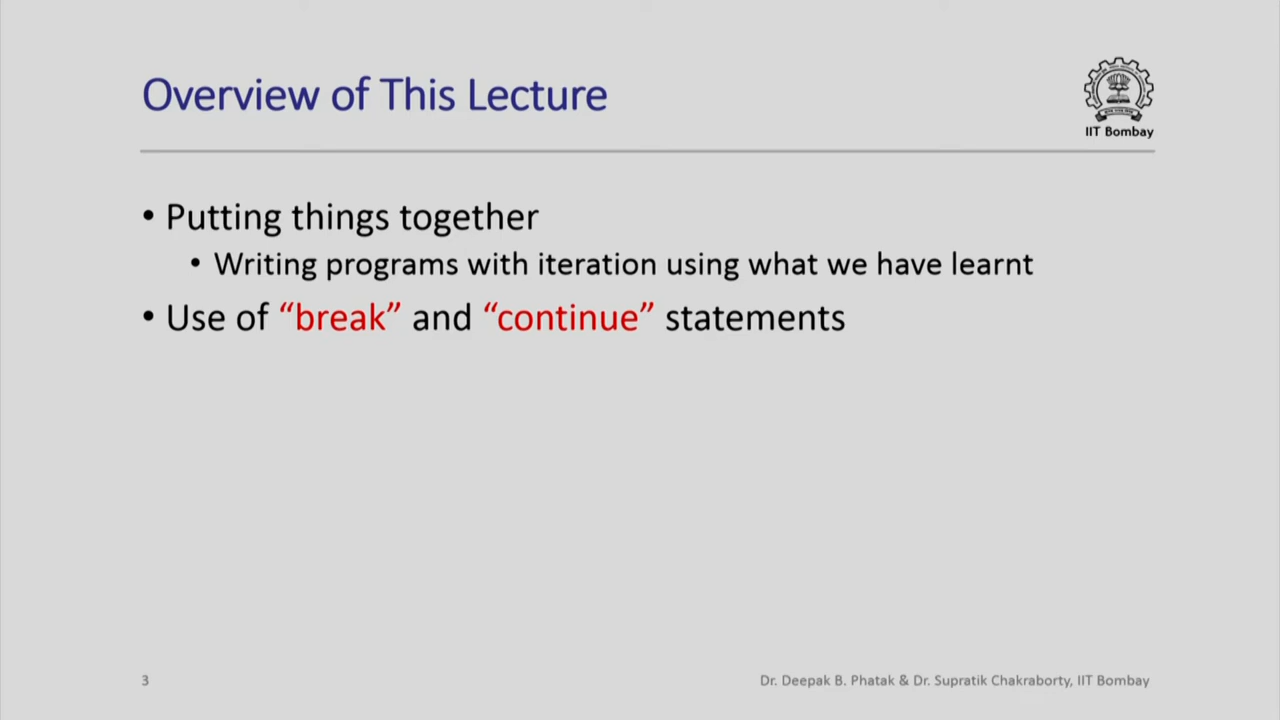 Overview of This Lecture
IIT Bombay
• Putting things together
• Writing programs with iteration using what we have learnt
• Use of “break” and “continue” statements
3
Dr. Deepak B. Phatak & Dr. Supratik Chakraborty, IIT Bombay